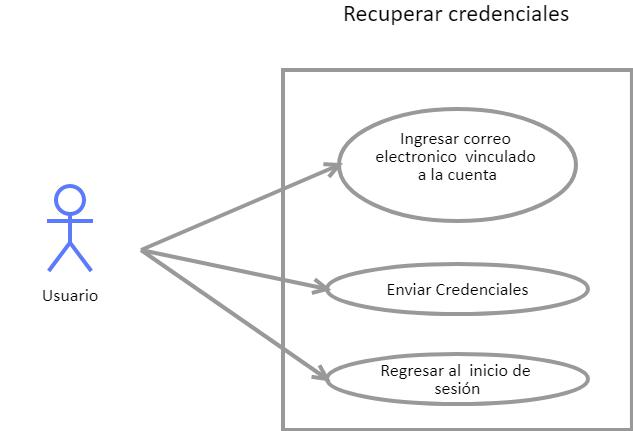 Recuperar credenciales
Ingresar correo
electronico vinculado
a la cuenta
Usuario
Enviar Credenciales
Regresar al inicio de
sesión